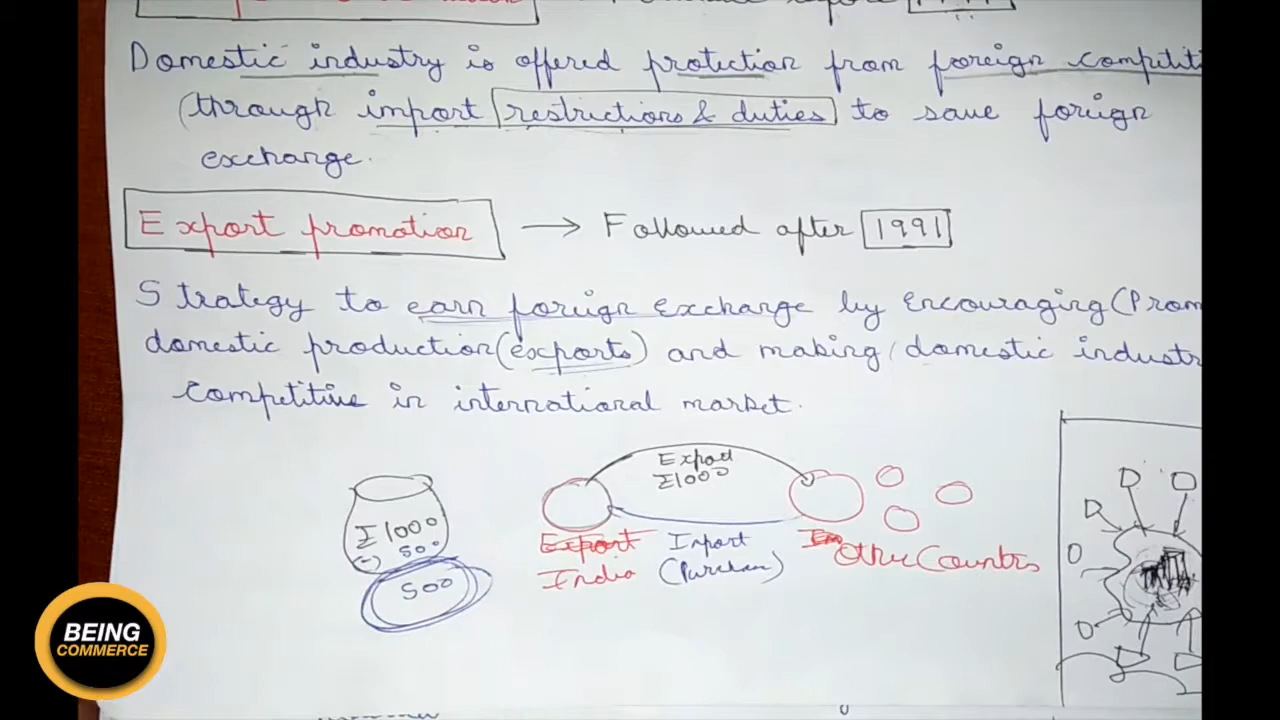 Domestic industry is offered protection from foreign competiti
(through import restrictions & duties to save foreign
exchange.
Export promotion → Followed after 1991
Strategy to earn foreign exchange by encouraging (Prom
domestic production (exports) and making domestic industr
competitive in international market.
Export
₹1000
₹1000
(-) 500
500
Export Import
India
Other Countrs
D
D
D
D
D
BEING
COMMERCE